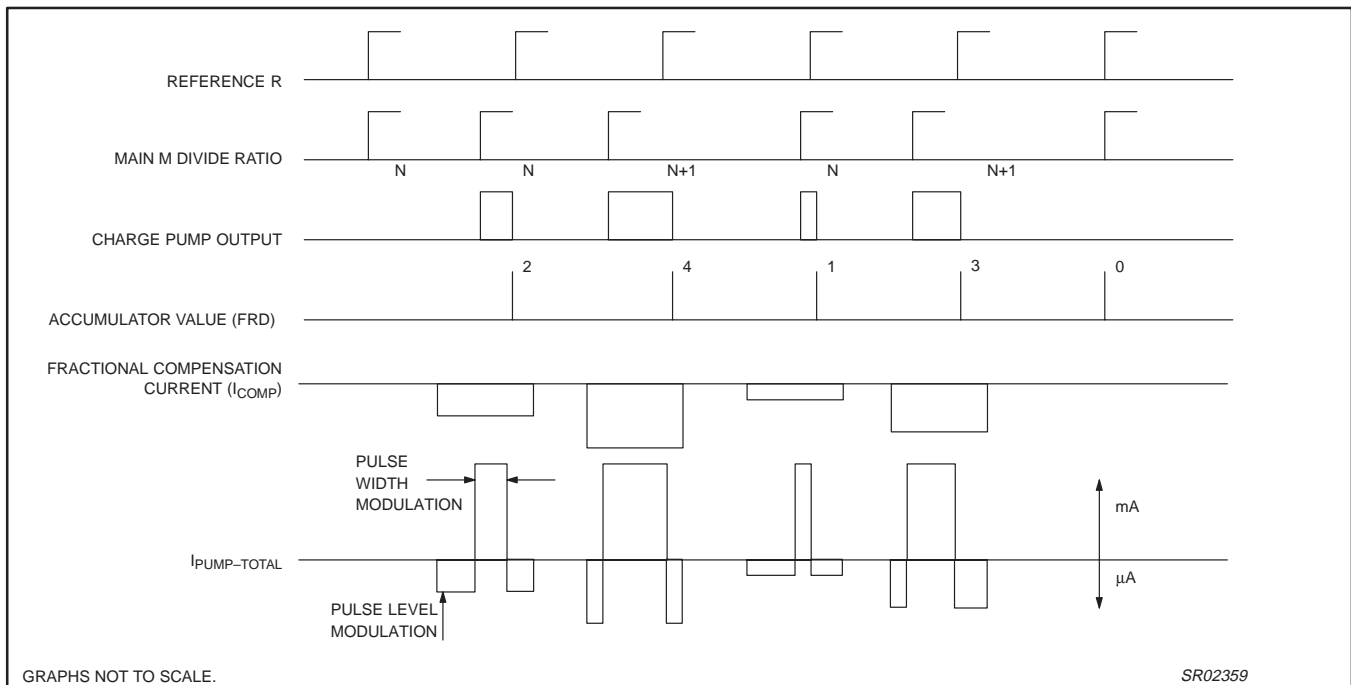 REFERENCE R
MAIN M DIVIDE RATIO
N N N+1 N N+1
CHARGE PUMP OUTPUT
2 4 1 3 0
ACCUMULATOR VALUE (FRD)
FRACTIONAL COMPENSATION
CURRENT (ICOMP)
PULSE
WIDTH
MODULATION
mA
IPUMP–TOTAL
µA
PULSE LEVEL
MODULATION
GRAPHS NOT TO SCALE.
SR02359